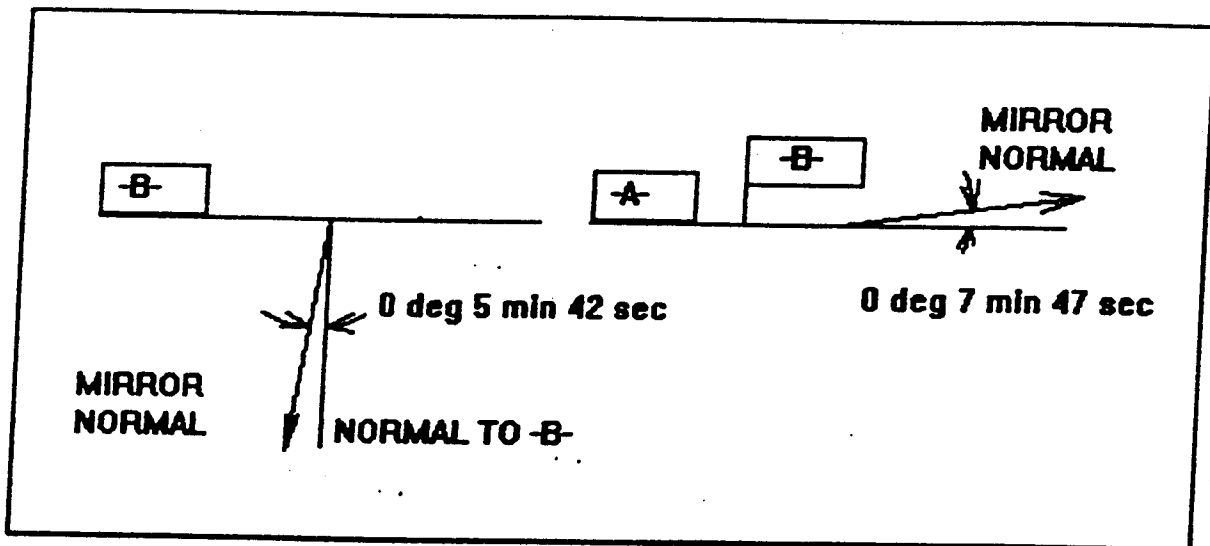 -B-
0 deg 5 min 42 sec
MIRROR
NORMAL
NORMAL TO -B-
-A-
-B-
MIRROR
NORMAL
0 deg 7 min 47 sec